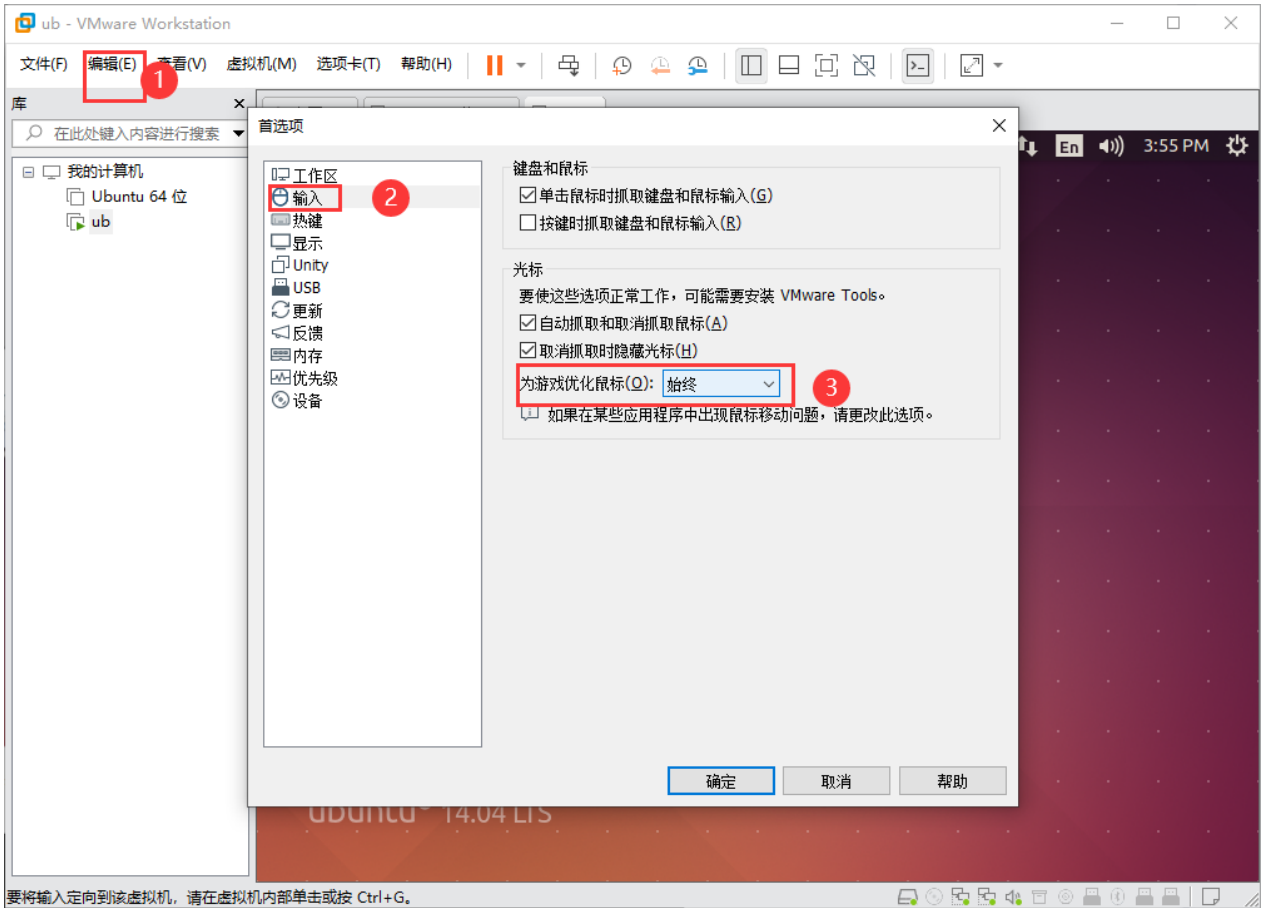 ub - VMware Workstation
文件(F) 编辑(E) 查看(V) 虚拟机(M) 选项卡(T) 帮助(H)
1
库
在此处键入内容进行搜索
我的计算机
Ubuntu 64 位
ub
首选项
工作区
输入
2
热键
显示
Unity
USB
更新
反馈
内存
优先级
设备
键盘和鼠标
单击鼠标时抓取键盘和鼠标输入(G)
按键时抓取键盘和鼠标输入(R)
光标
要使这些选项正常工作，可能需要安装 VMware Tools。
自动抓取和取消抓取鼠标(A)
取消抓取时隐藏光标(H)
为游戏优化鼠标(O): 始终
3
如果在某些应用程序中出现鼠标移动问题，请更改此选项。
确定 取消 帮助
En 3:55 PM
ubuntu® 14.04 LTS
要将输入定向到该虚拟机，请在虚拟机内部单击或按 Ctrl+G。